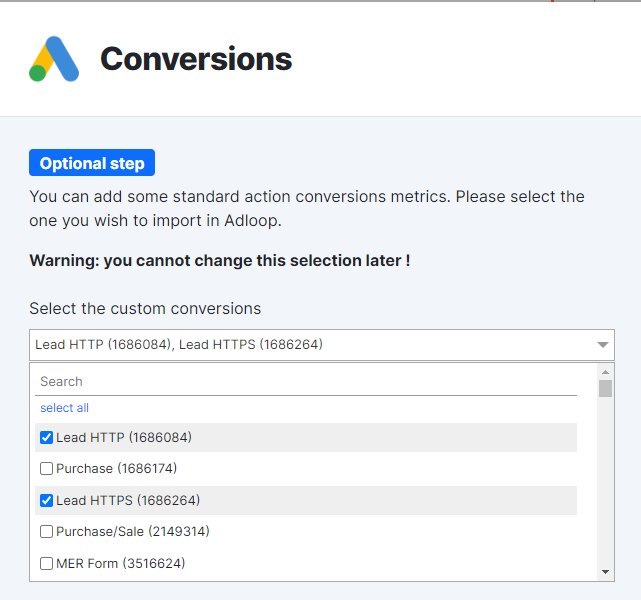 Conversions
Optional step
You can add some standard action conversions metrics. Please select the
one you wish to import in Adloop.
Warning: you cannot change this selection later !
Select the custom conversions
Lead HTTP (1686084), Lead HTTPS (1686264)
Search
select all
Lead HTTP (1686084)
Purchase (1686174)
Lead HTTPS (1686264)
Purchase/Sale (2149314)
MER Form (3516624)